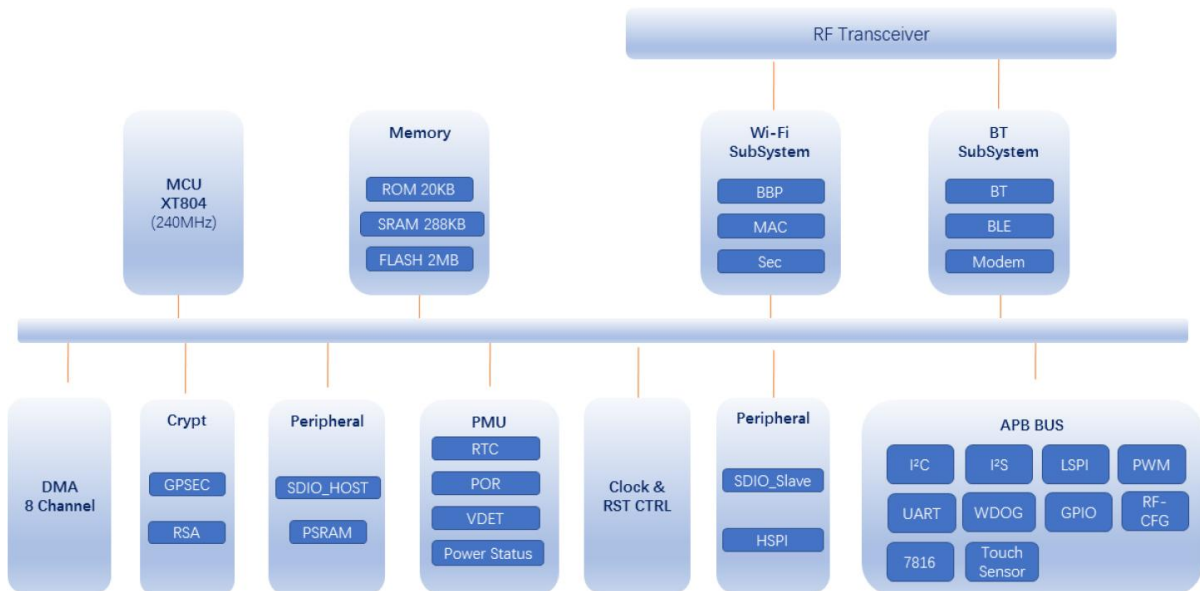 RF Transceiver
MCU
XT804
(240MHz)
Memory
ROM 20KB
SRAM 288KB
FLASH 2MB
Wi-Fi
SubSystem
BBP
MAC
Sec
BT
SubSystem
BT
BLE
Modem
DMA
8 Channel
Crypt
GPSEC
RSA
Peripheral
SDIO_HOST
PSRAM
PMU
RTC
POR
VDET
Power Status
Clock &
RST CTRL
Peripheral
SDIO_Slave
HSPI
APB BUS
I²C
I²S
LSPI
PWM
UART
WDOG
GPIO
RF-
CFG
7816
Touch
Sensor